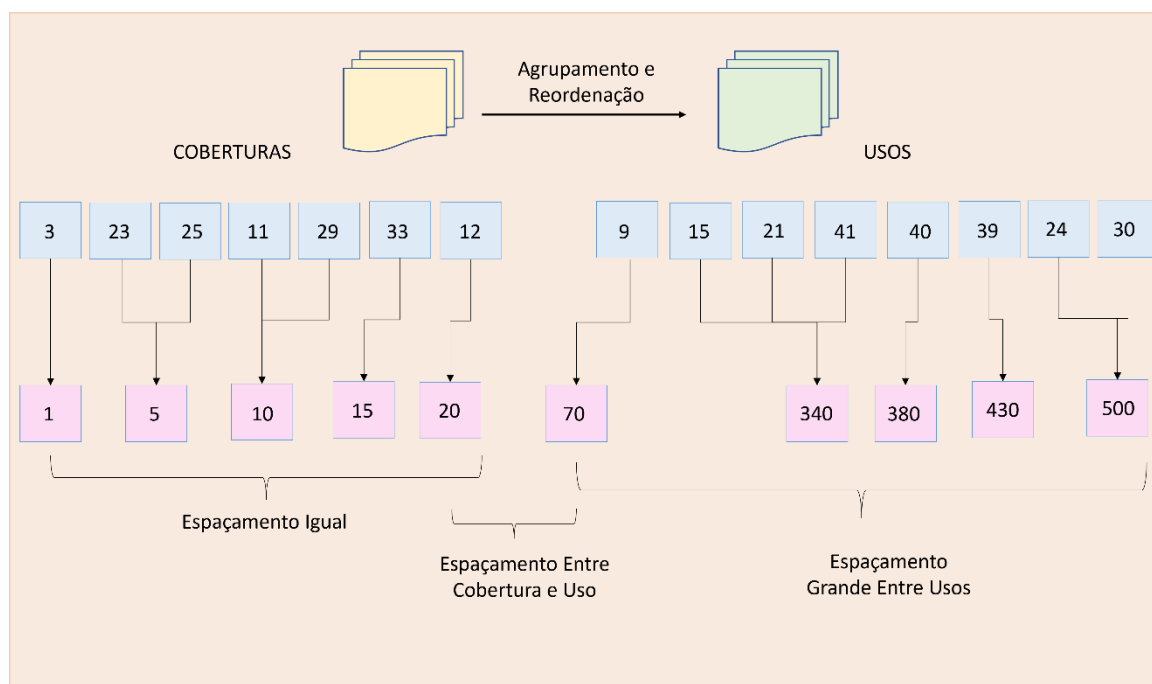 Agrupamento e
Reordenação
COBERTURAS
USOS
3 23 25 11 29 33 12 9 15 21 41 40 39 24 30
1 5 10 15 20 70 340 380 430 500
Espaçamento Igual
Espaçamento Entre
Cobertura e Uso
Espaçamento
Grande Entre Usos